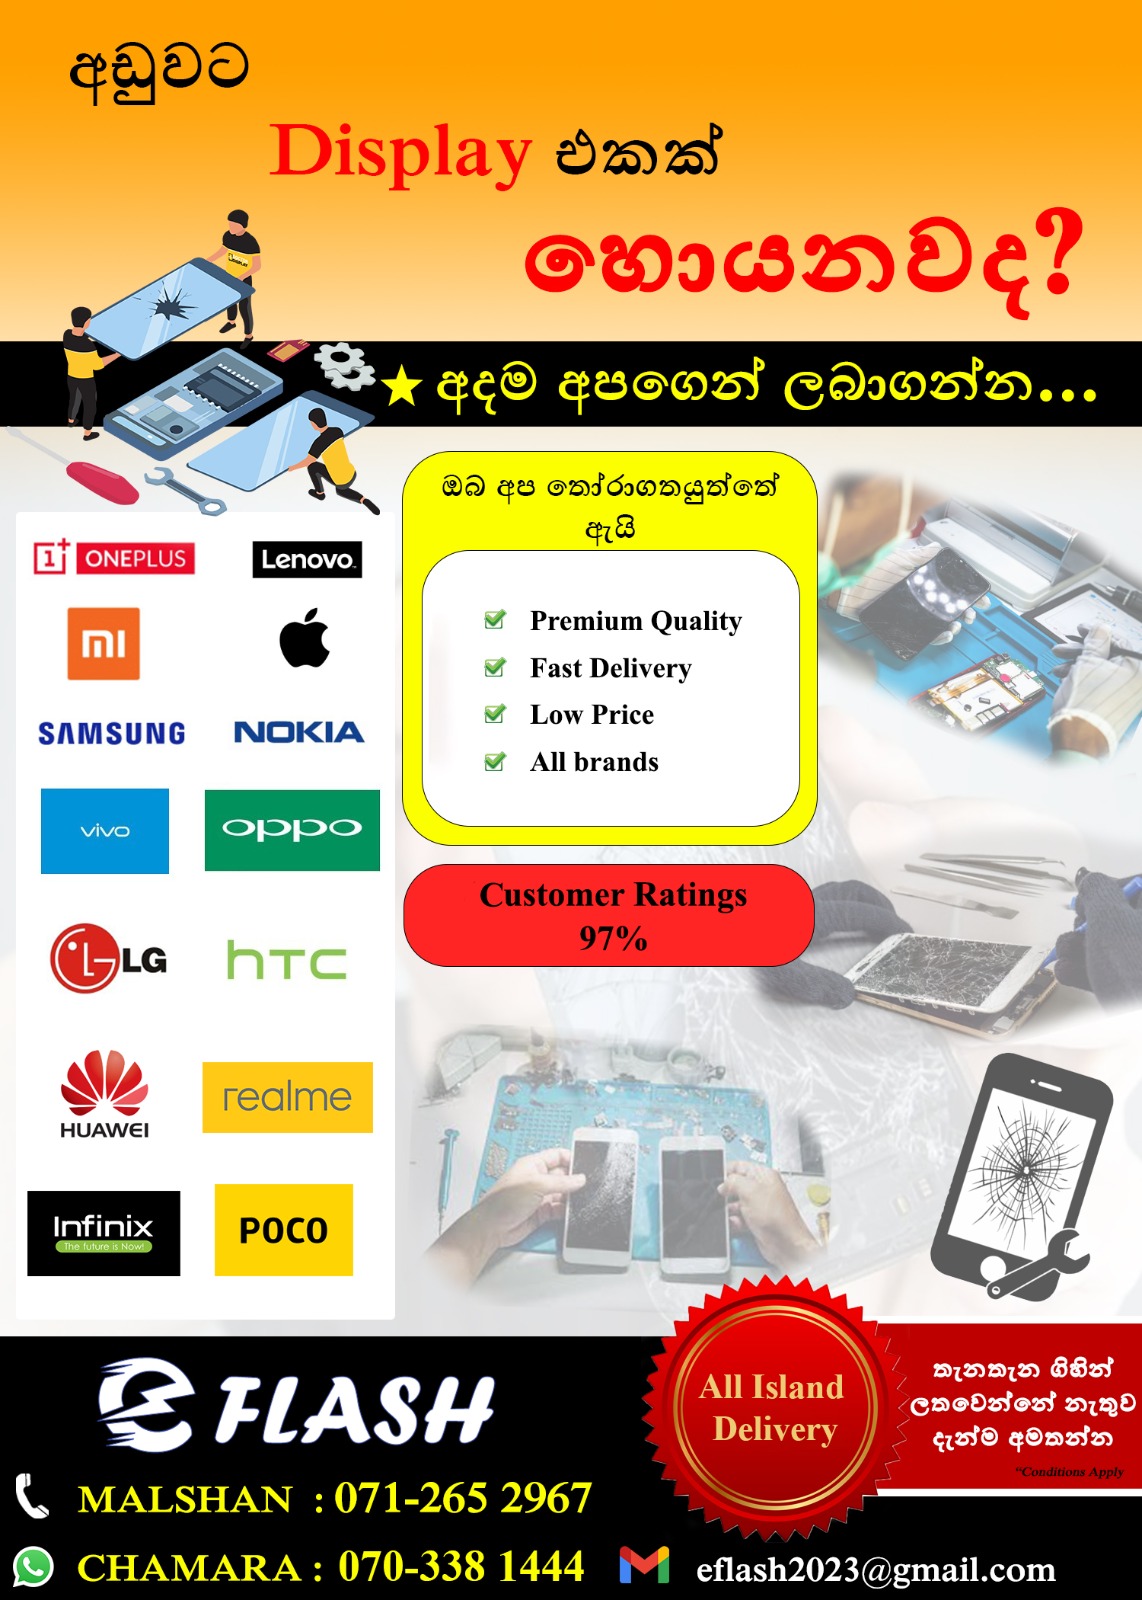 අඩුවට
Display එකක්
හොයනවද?
★ අදම අපගෙන් ලබාගන්න...
ඔබ අප තෝරාගතයුත්තේ
ඇයි
Premium Quality
Fast Delivery
Low Price
All brands
Customer Ratings
97%
1+ ONEPLUS
Lenovo
mi
SAMSUNG
NOKIA
vivo
oppo
LG
hTC
HUAWEI
realme
Infinix
The future is Now!
POCO
e FLASH
MALSHAN : 071-265 2967
CHAMARA : 070-338 1444
eflash2023@gmail.com
All Island
Delivery
තැනතැන ගිහින්
ලතවෙන්නේ නැතුව
දැන්ම අමතන්න
“Conditions Apply